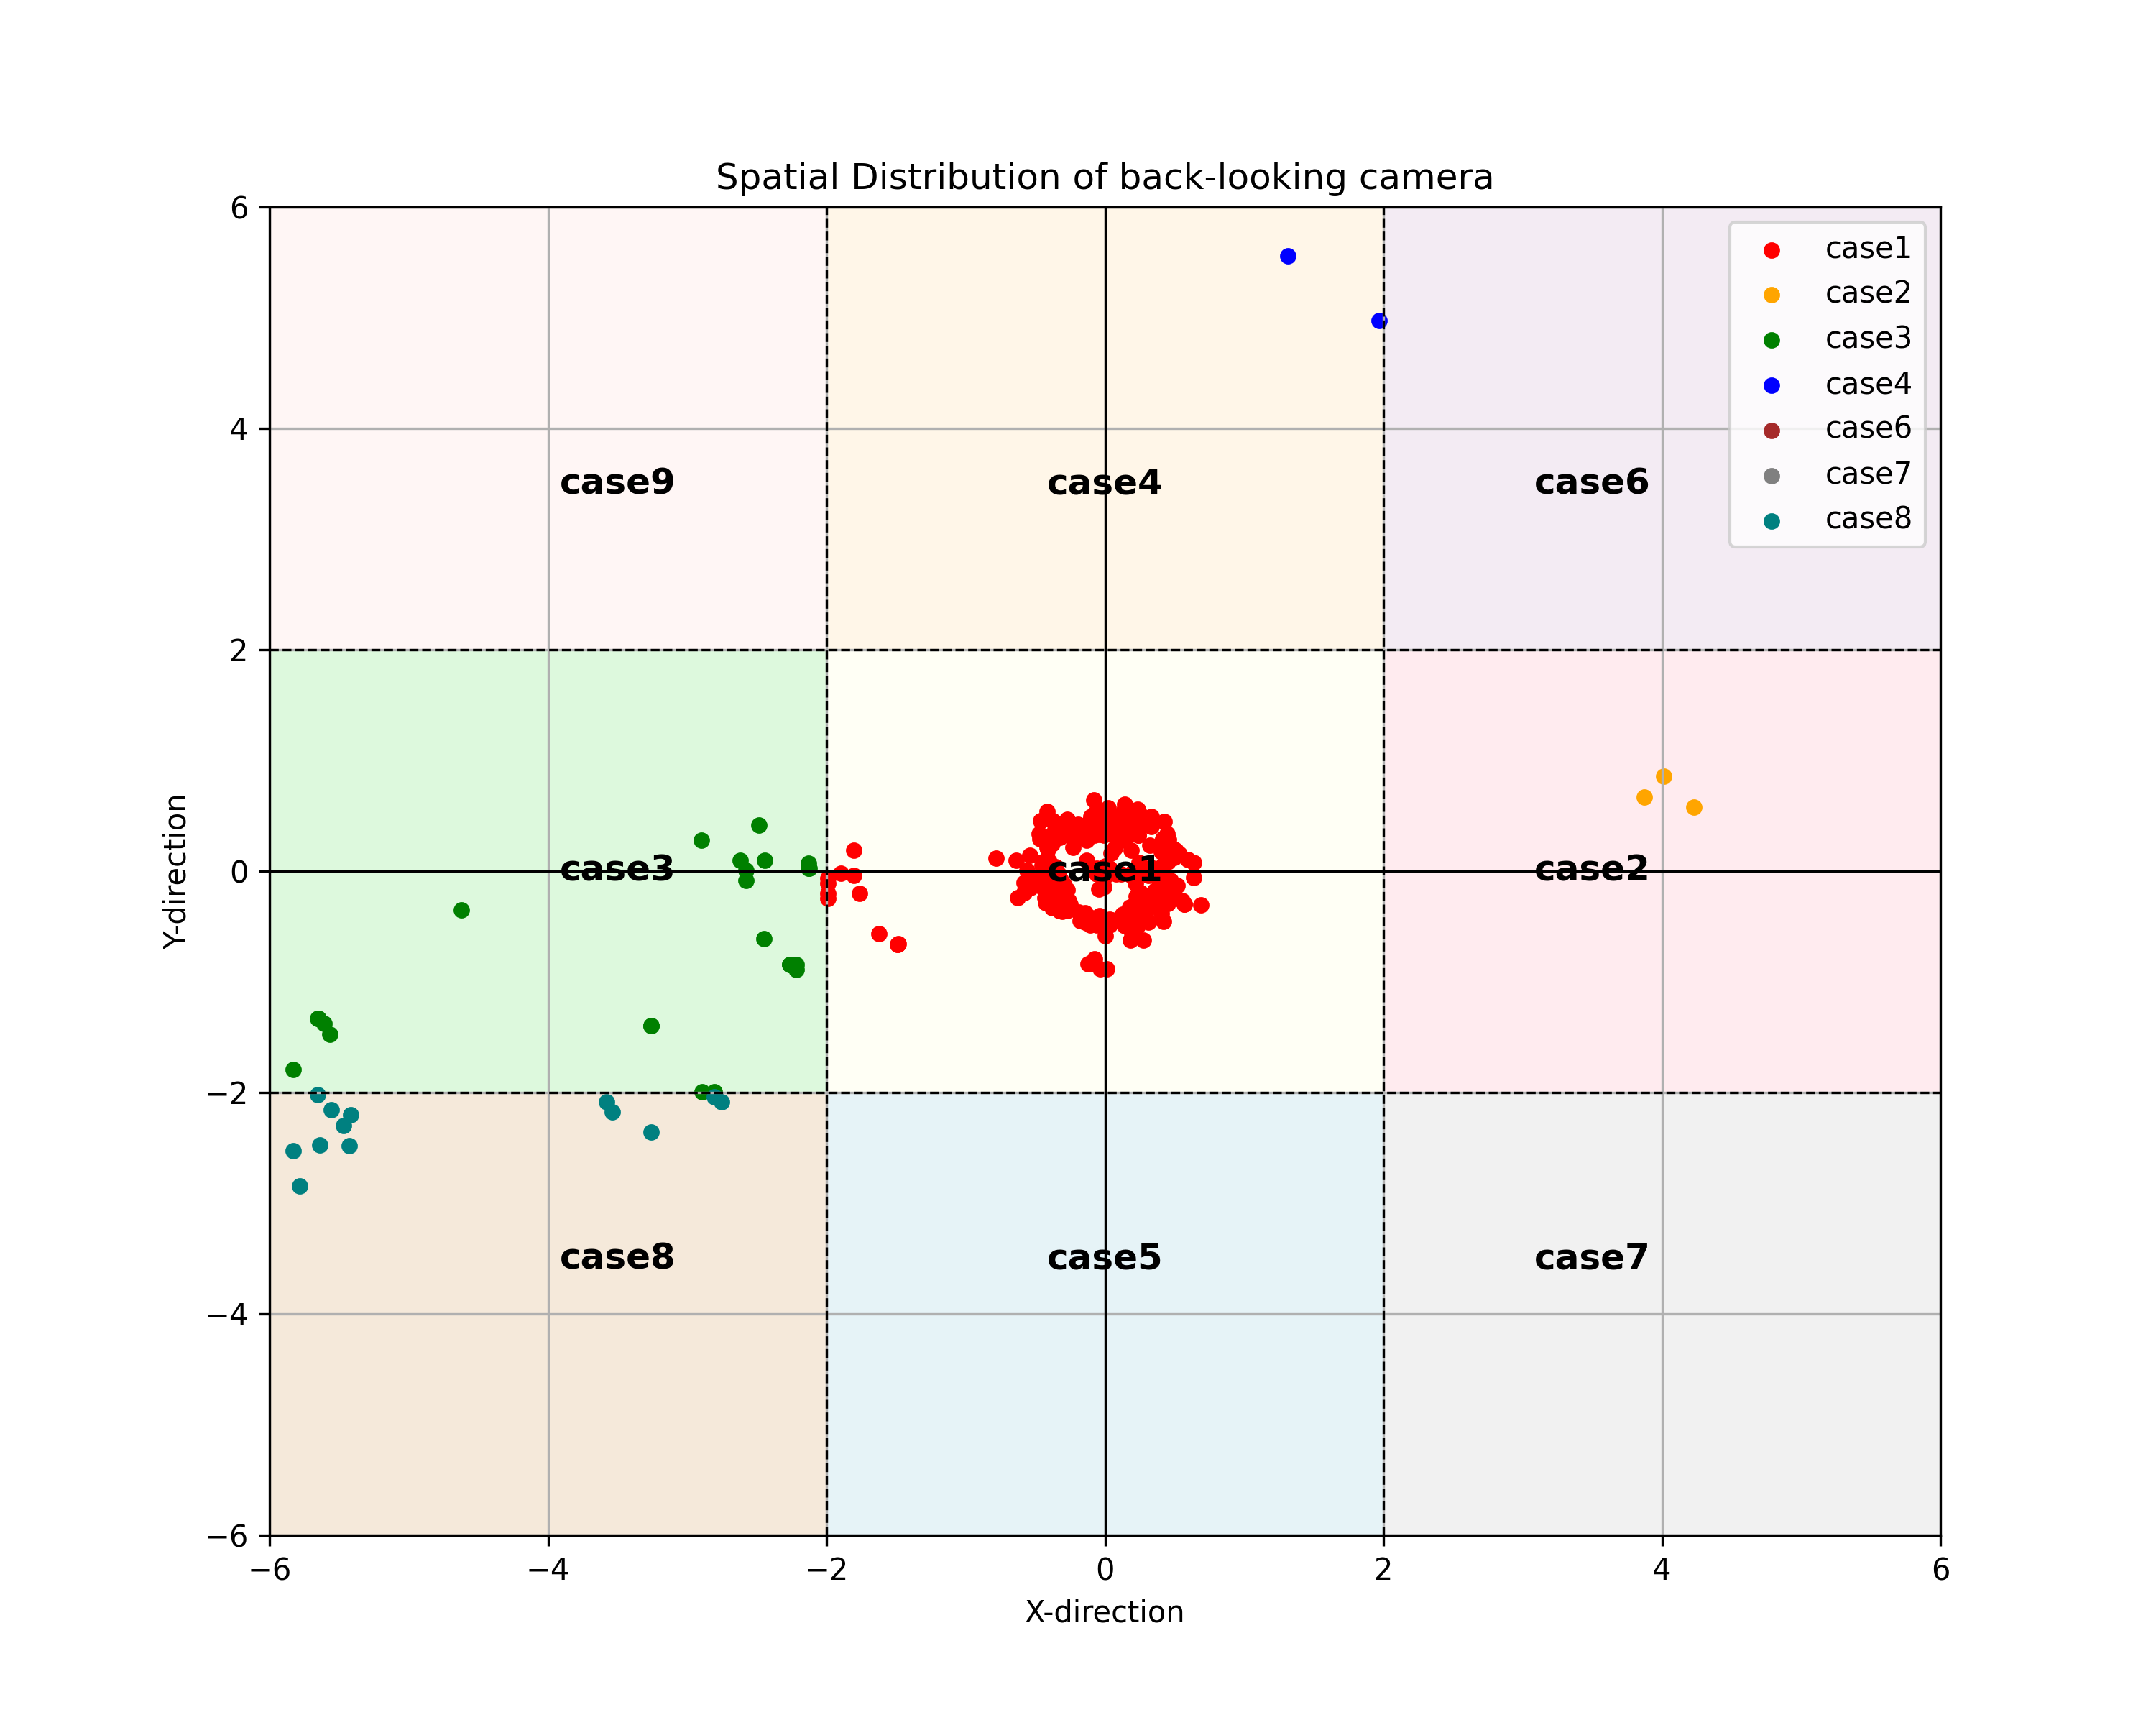 Spatial Distribution of back-looking camera
6
4
2
0
−2
−4
−6
Y-direction
case9
case4
case6
case3
case1
case2
case8
case5
case7
case1
case2
case3
case4
case6
case7
case8
−6
−4
−2
0
2
4
6
X-direction